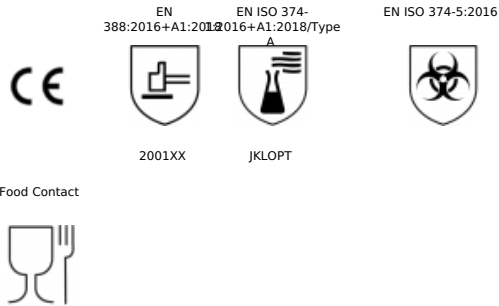 EN
388:2016+A1:2018
EN ISO 374-
1:2016+A1:2018/Type
A
EN ISO 374-5:2016
CE
2001XX
JKLOPT
Food Contact